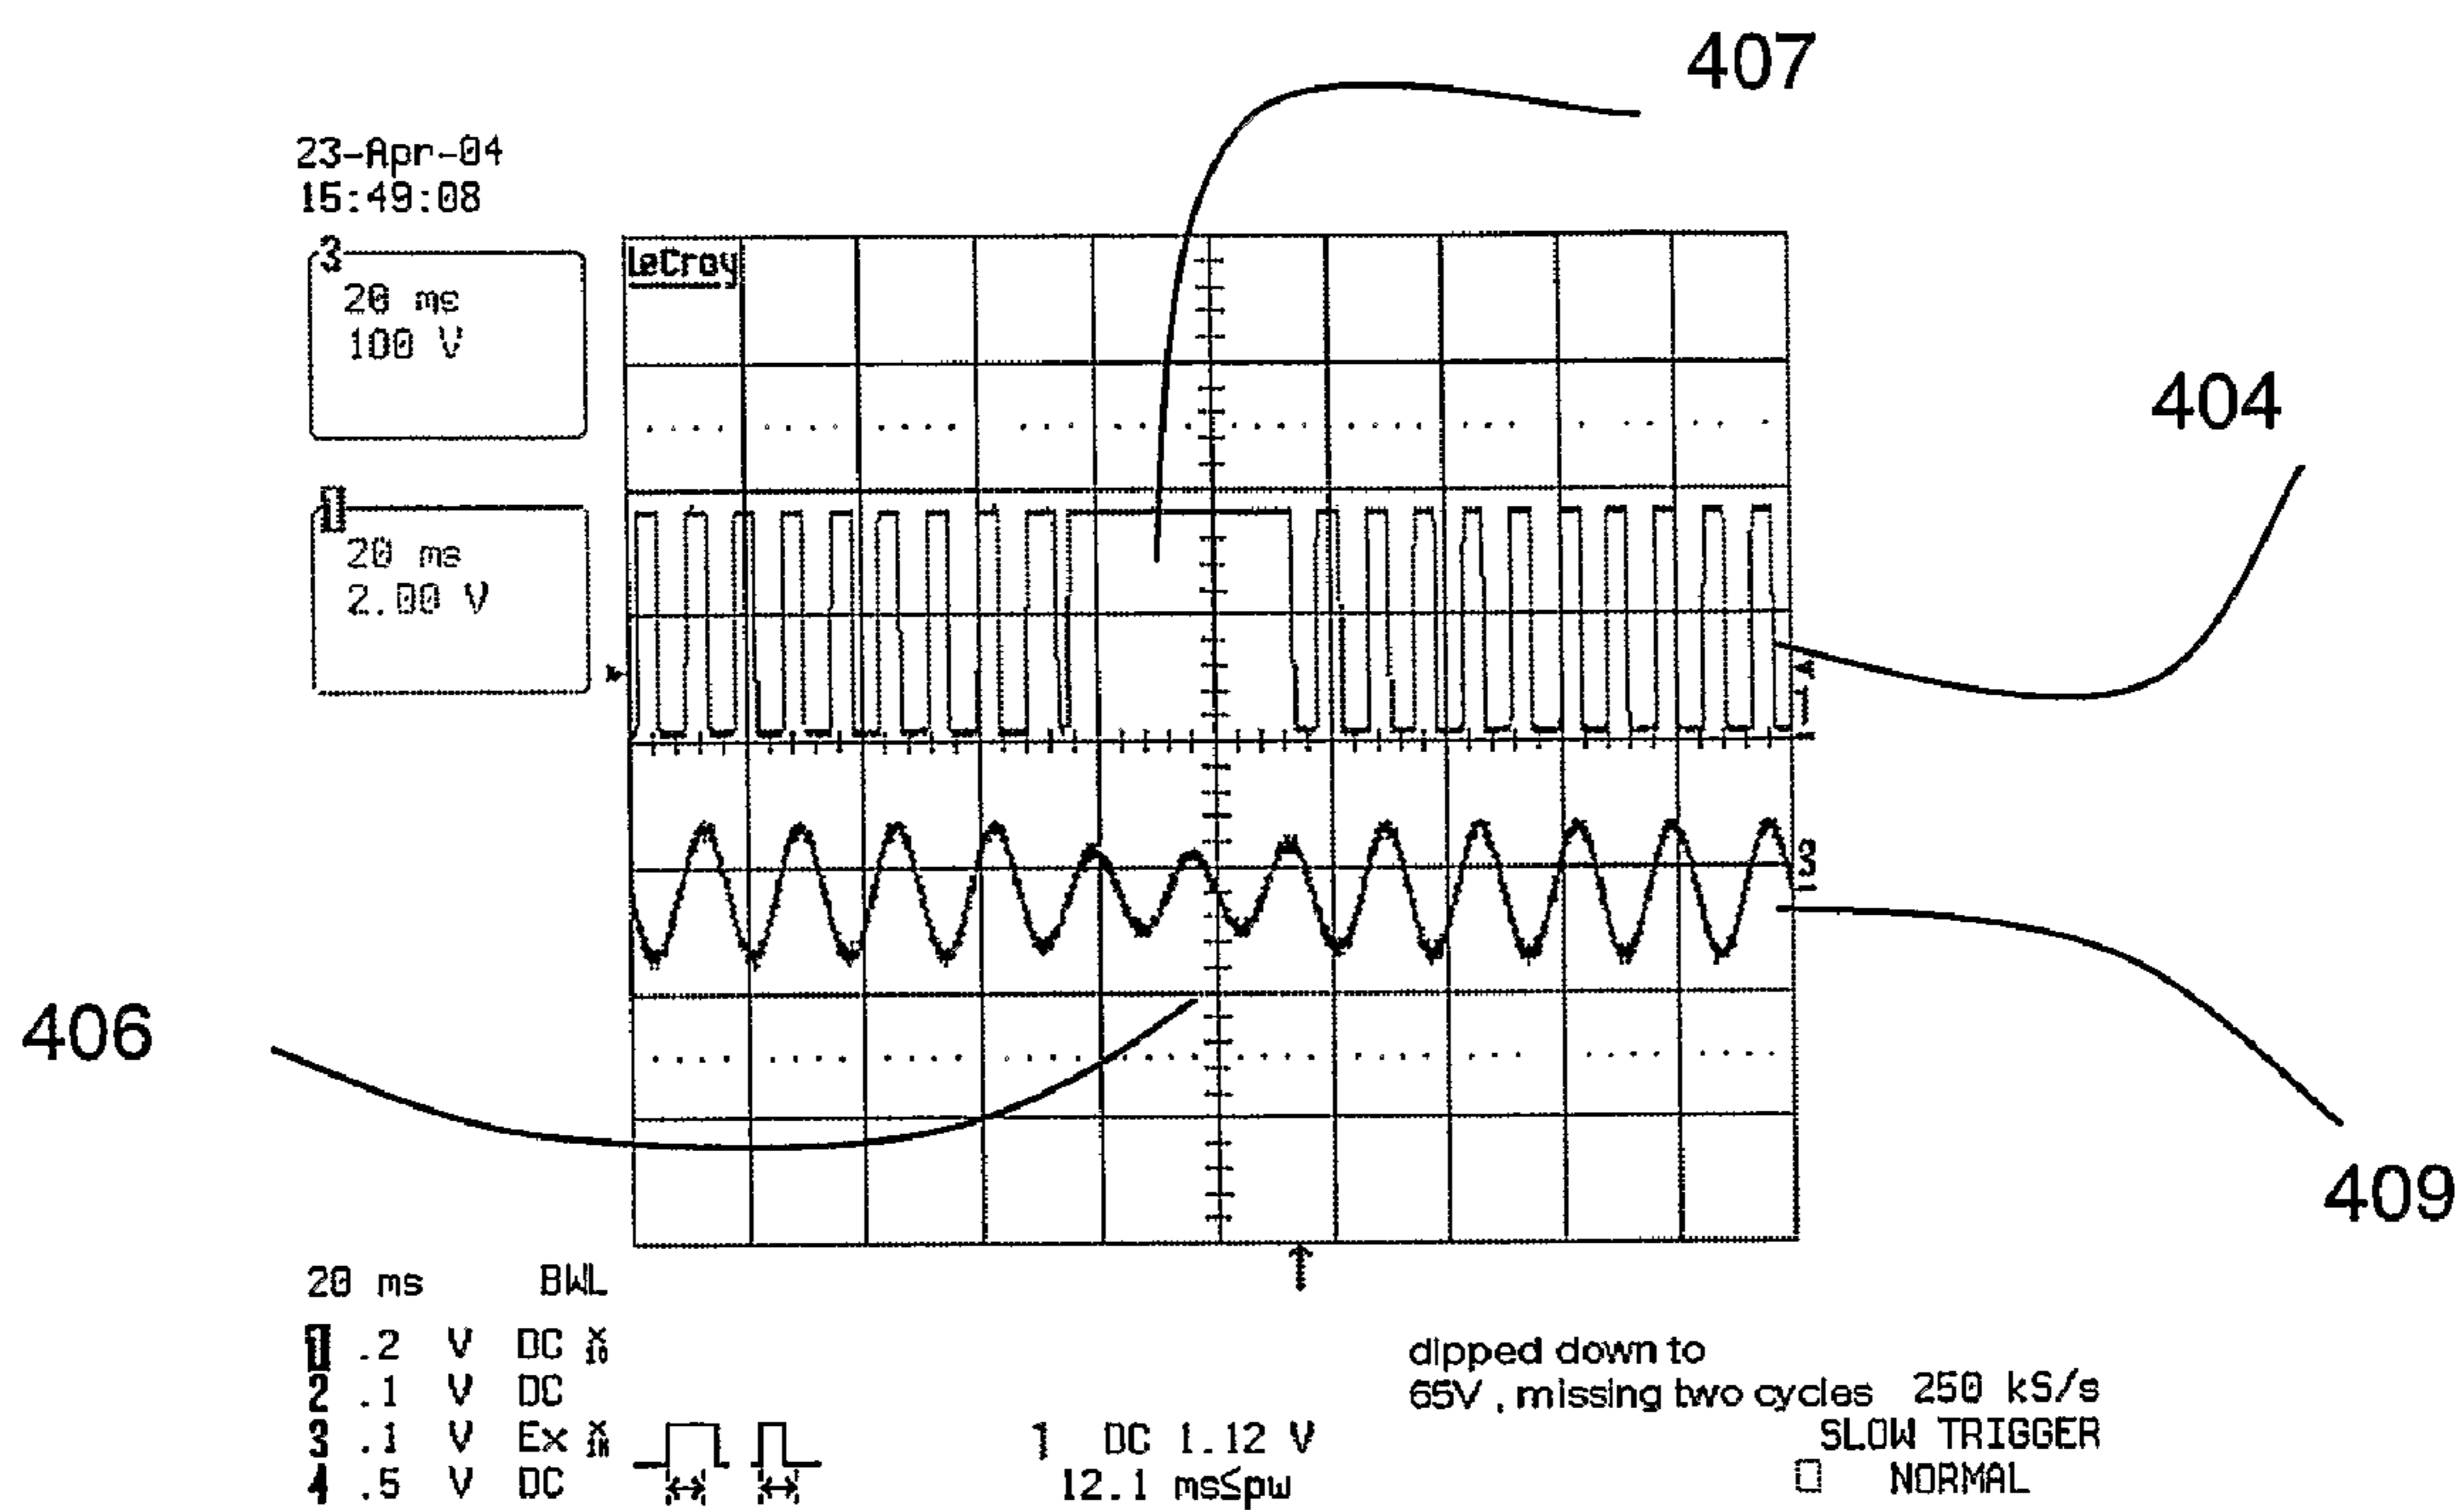 407
23-Apr-04
15:49:08
LeCroy
3
20 ms
100 V
404
1
20 ms
2.00 V
3
406
409
20 ms BWL
1 .2 V DC X10
2 .1 V DC
3 .1 V Ex
4 .5 V DC
1 DC 1.12 V
12.1 ms≤pw
dipped down to
65V, missing two cycles
250 kS/s
SLOW TRIGGER
NORMAL